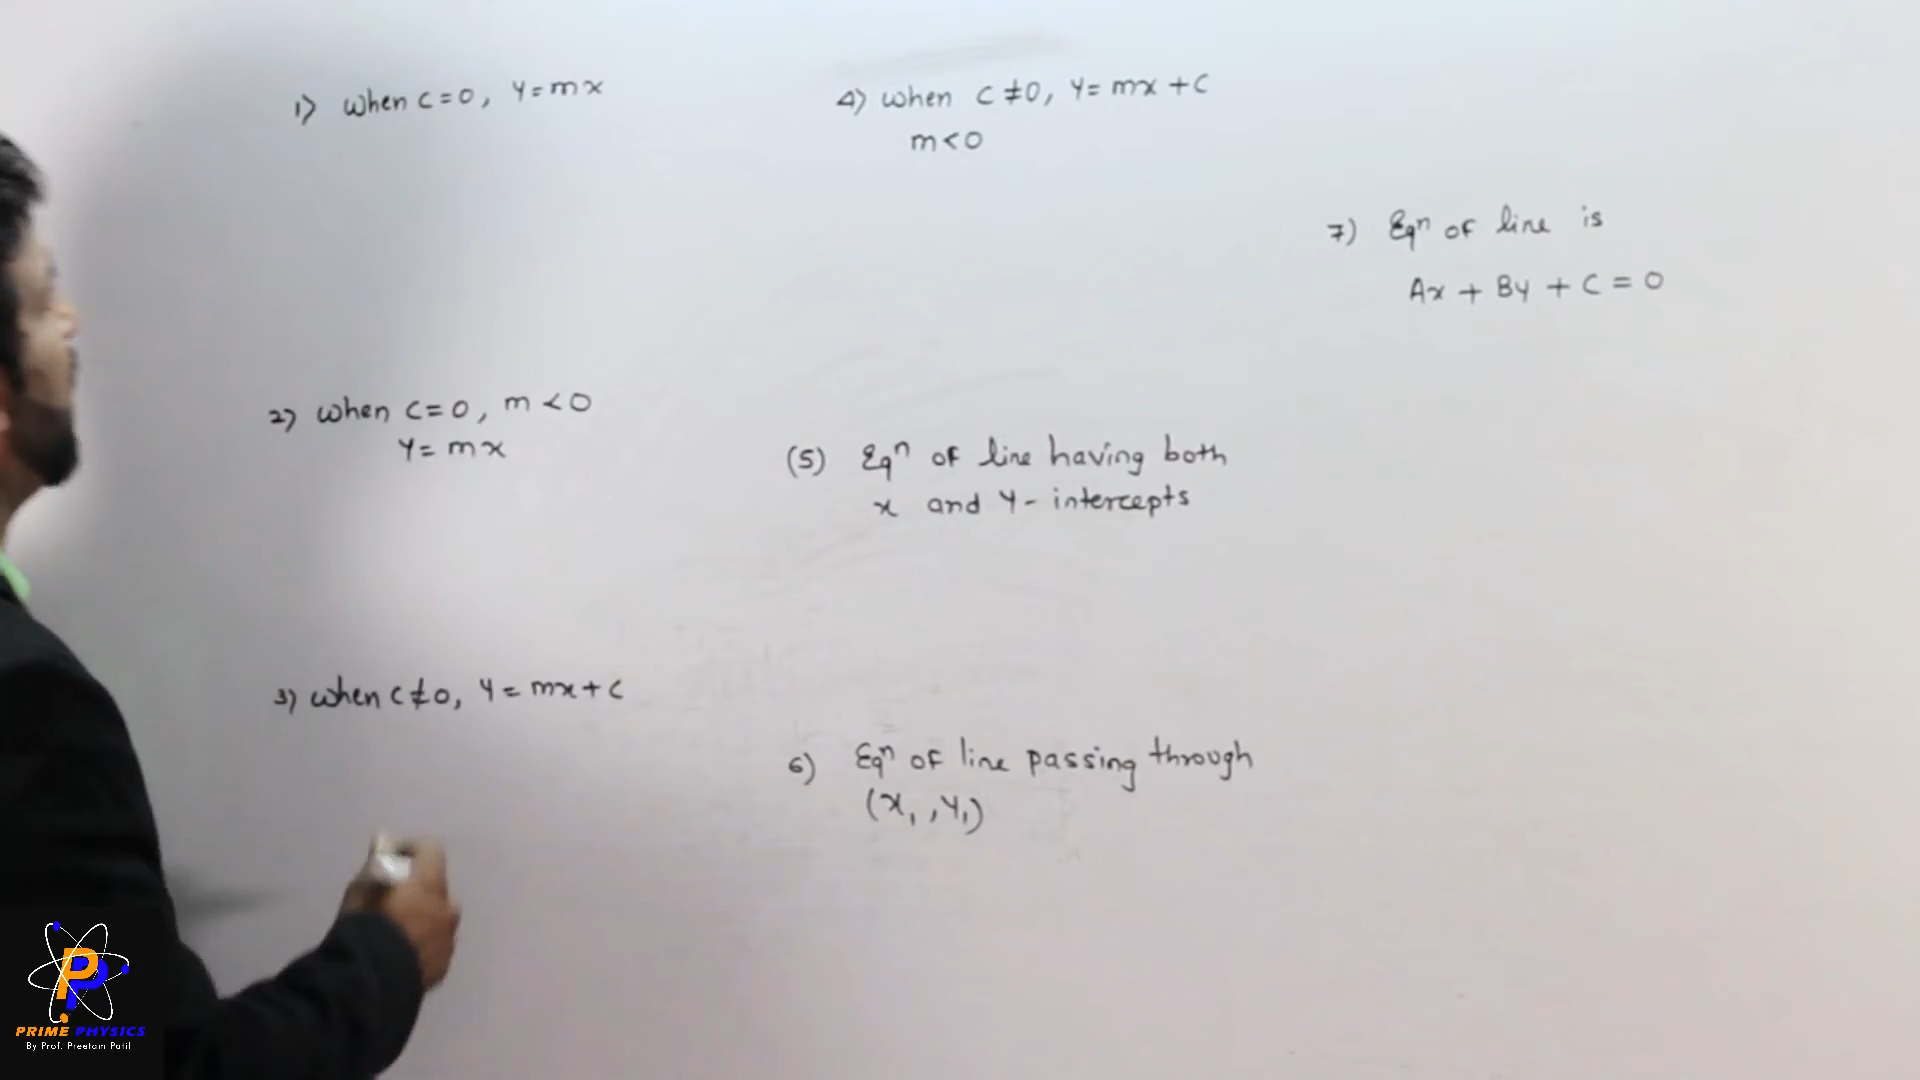 1) when c=0, Y=mx
2) when c=0, m<0
Y=mx
3) when c≠0, Y=mx+c
4) when c≠0, Y=mx+c
m<0
(5) Eqⁿ of line having both
x and Y-intercepts
6) Eqⁿ of line passing through
(x₁, Y₁)
7) Eqⁿ of line is
Ax + By + C = 0
PRIME PHYSICS
By Prof. Preetam Patil